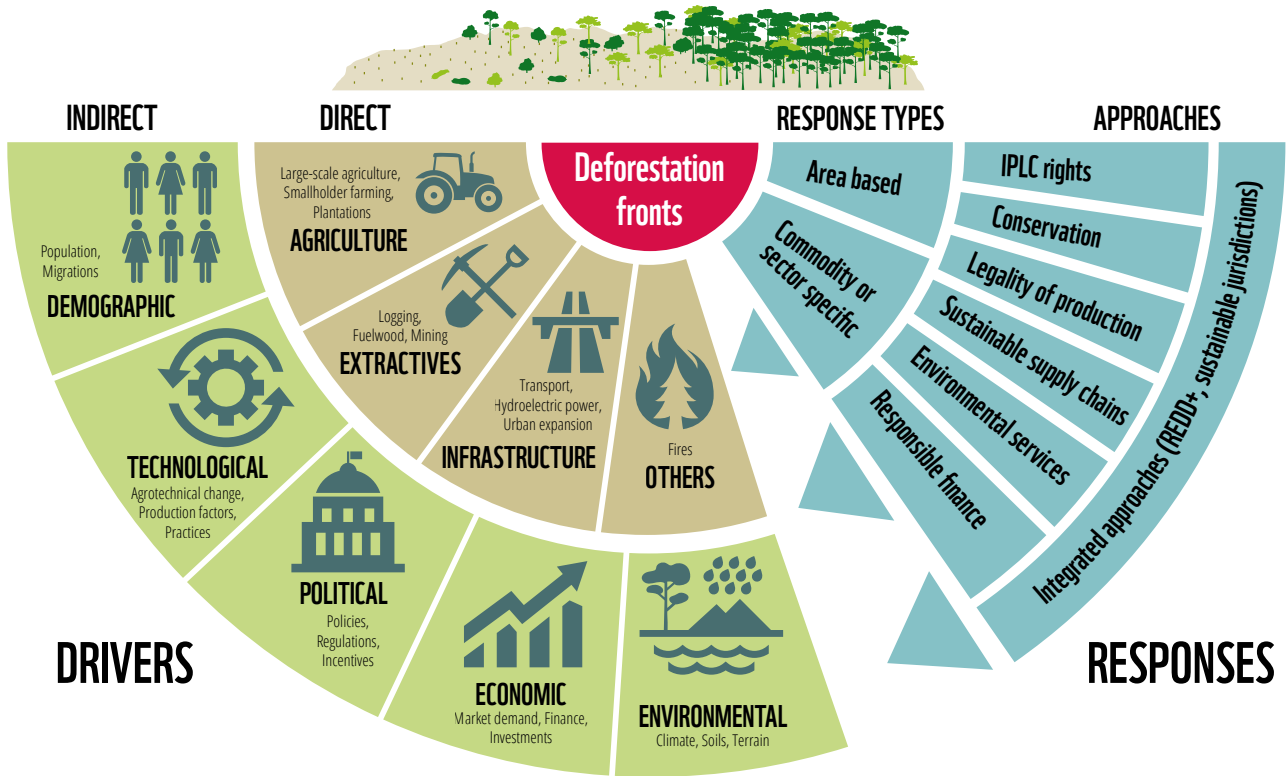 INDIRECT
DIRECT
RESPONSE TYPES
APPROACHES
Deforestation
fronts
Population,
Migrations
DEMOGRAPHIC
TECHNOLOGICAL
Agrotechnical change,
Production factors,
Practices
POLITICAL
Policies,
Regulations,
Incentives
ECONOMIC
Market demand, Finance,
Investments
ENVIRONMENTAL
Climate, Soils, Terrain
Large-scale agriculture,
Smallholder farming,
Plantations
AGRICULTURE
Logging,
Fuelwood, Mining
EXTRACTIVES
Transport,
Hydroelectric power,
Urban expansion
INFRASTRUCTURE
Fires
OTHERS
Area based
Commodity or
sector specific
IPLC rights
Conservation
Legality of production
Sustainable supply chains
Environmental services
Responsible finance
Integrated approaches (REDD+, sustainable jurisdictions)
DRIVERS
RESPONSES